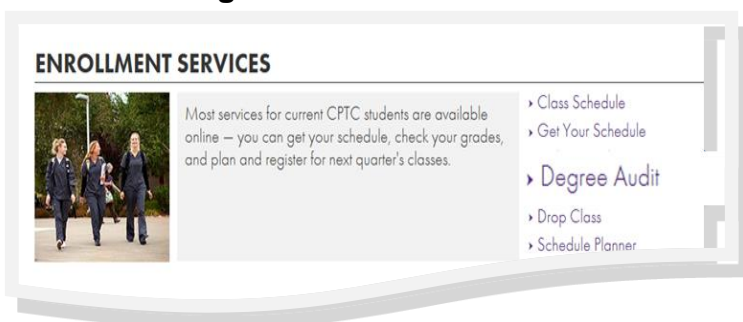 ENROLLMENT SERVICES
Most services for current CPTC students are available
online — you can get your schedule, check your grades,
and plan and register for next quarter's classes.
› Class Schedule
› Get Your Schedule
› Degree Audit
› Drop Class
› Schedule Planner